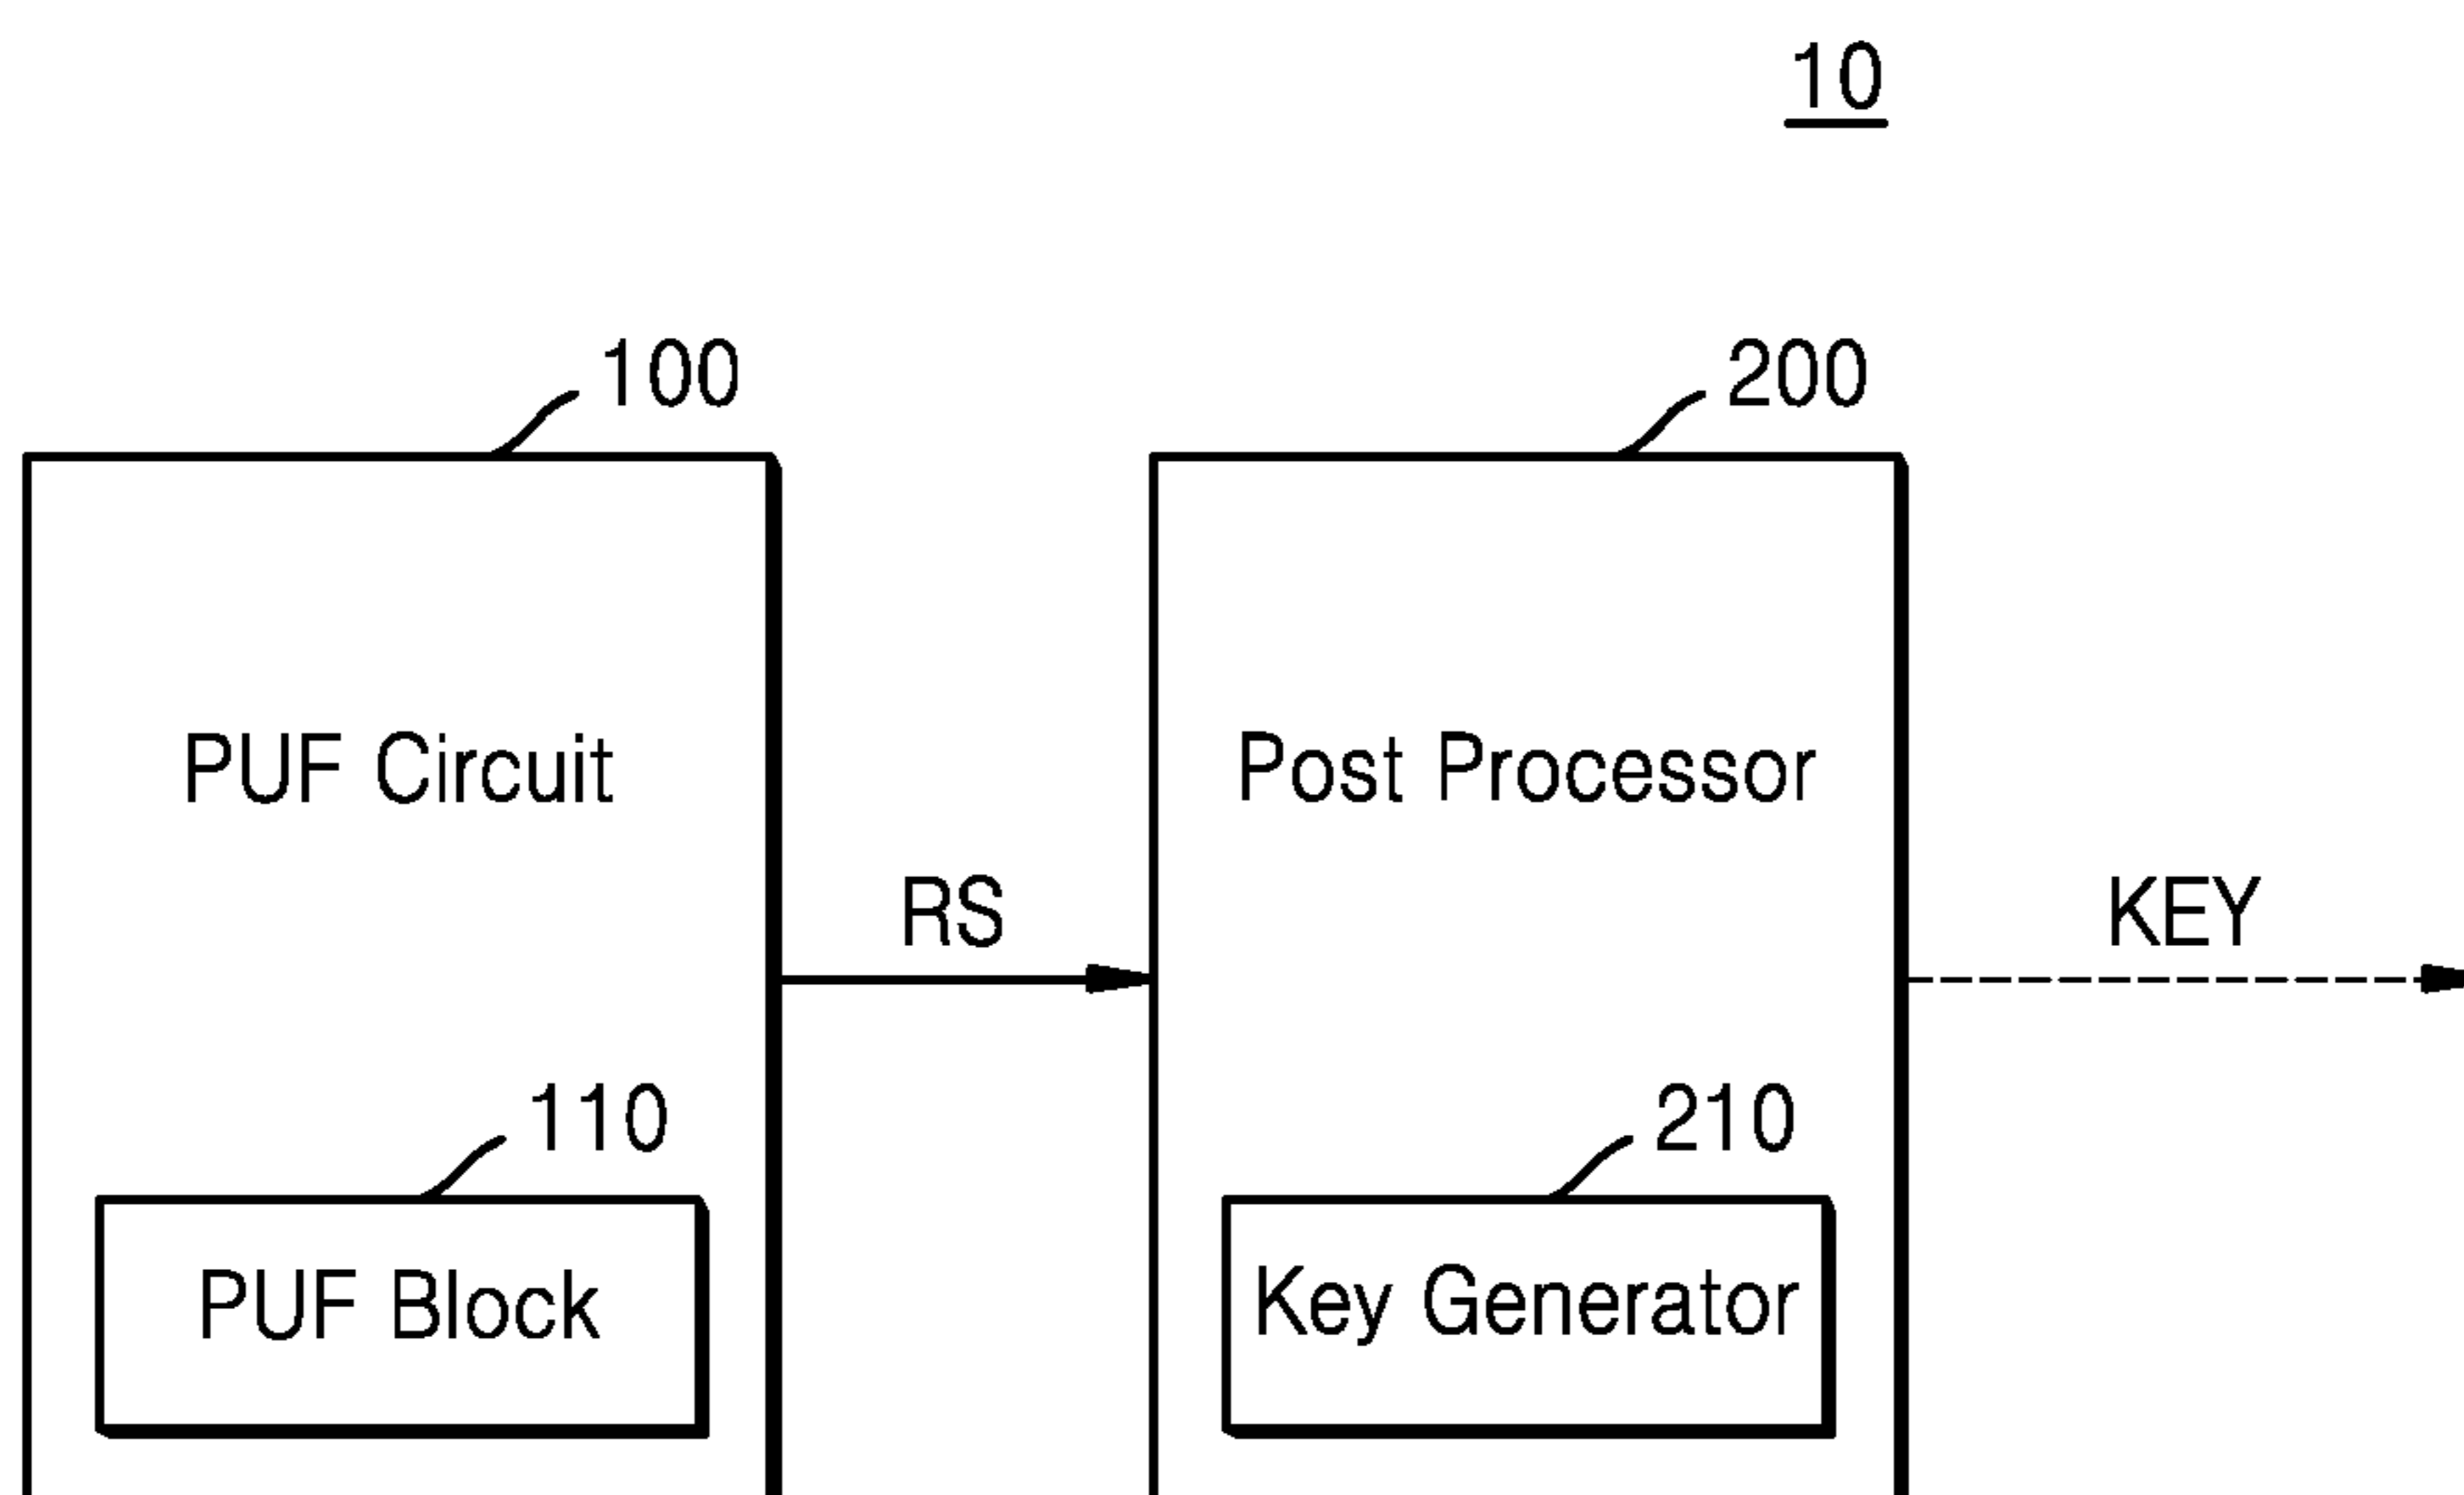 10
100
200
PUF Circuit
Post Processor
RS
KEY
110
210
PUF Block
Key Generator